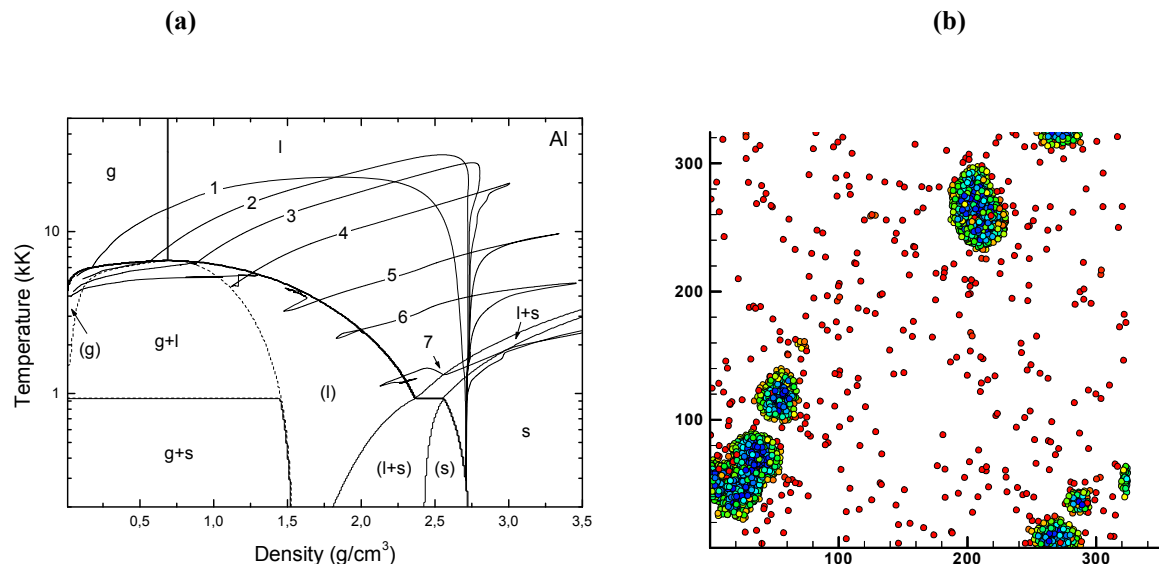 (a)
(b)
Al
g
l
1
2
3
4
5
6
7
l+s
(g)
g+l
(l)
g+s
(l+s)
(s)
s
Temperature (kK)
10
1
0,5
1,0
1,5
2,0
2,5
3,0
3,5
Density (g/cm³)
300
200
100
0
100
200
300